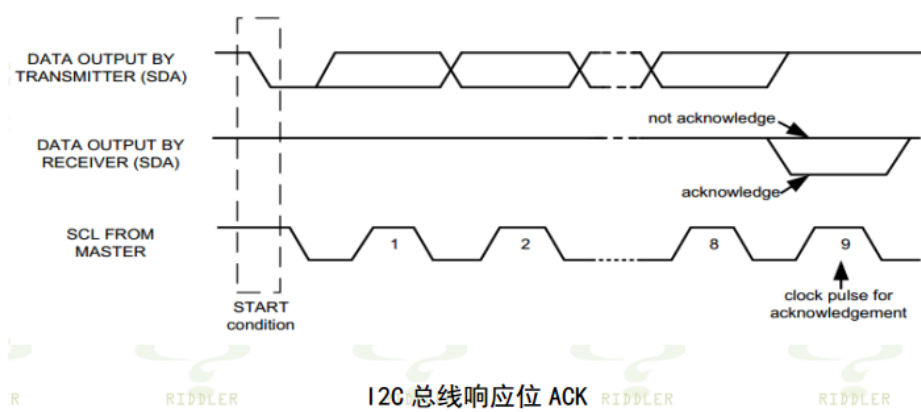 DATA OUTPUT BY
TRANSMITTER (SDA)
not acknowledge
DATA OUTPUT BY
RECEIVER (SDA)
acknowledge
SCL FROM
MASTER
1
2
8
9
START
condition
clock pulse for
acknowledgement
I2C 总线响应位 ACK
RIDDLER
RIDDLER
RIDDLER